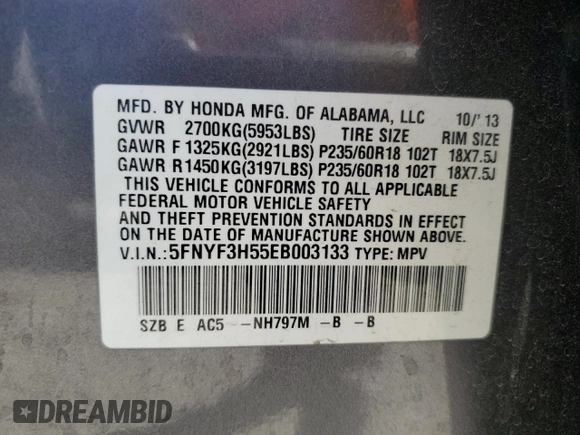 MFD. BY HONDA MFG. OF ALABAMA, LLC 10/'13
GVWR 2700KG(5953LBS) TIRE SIZE RIM SIZE
GAWR F 1325KG(2921LBS) P235/60R18 102T 18X7.5J
GAWR R 1450KG(3197LBS) P235/60R18 102T 18X7.5J
THIS VEHICLE CONFORMS TO ALL APPLICABLE
FEDERAL MOTOR VEHICLE SAFETY
AND THEFT PREVENTION STANDARDS IN EFFECT
ON THE DATE OF MANUFACTURE SHOWN ABOVE.
V.I.N.:5FNYF3H55EB003133 TYPE: MPV
SZB E AC5 --NH797M -B -B
DREAMBID